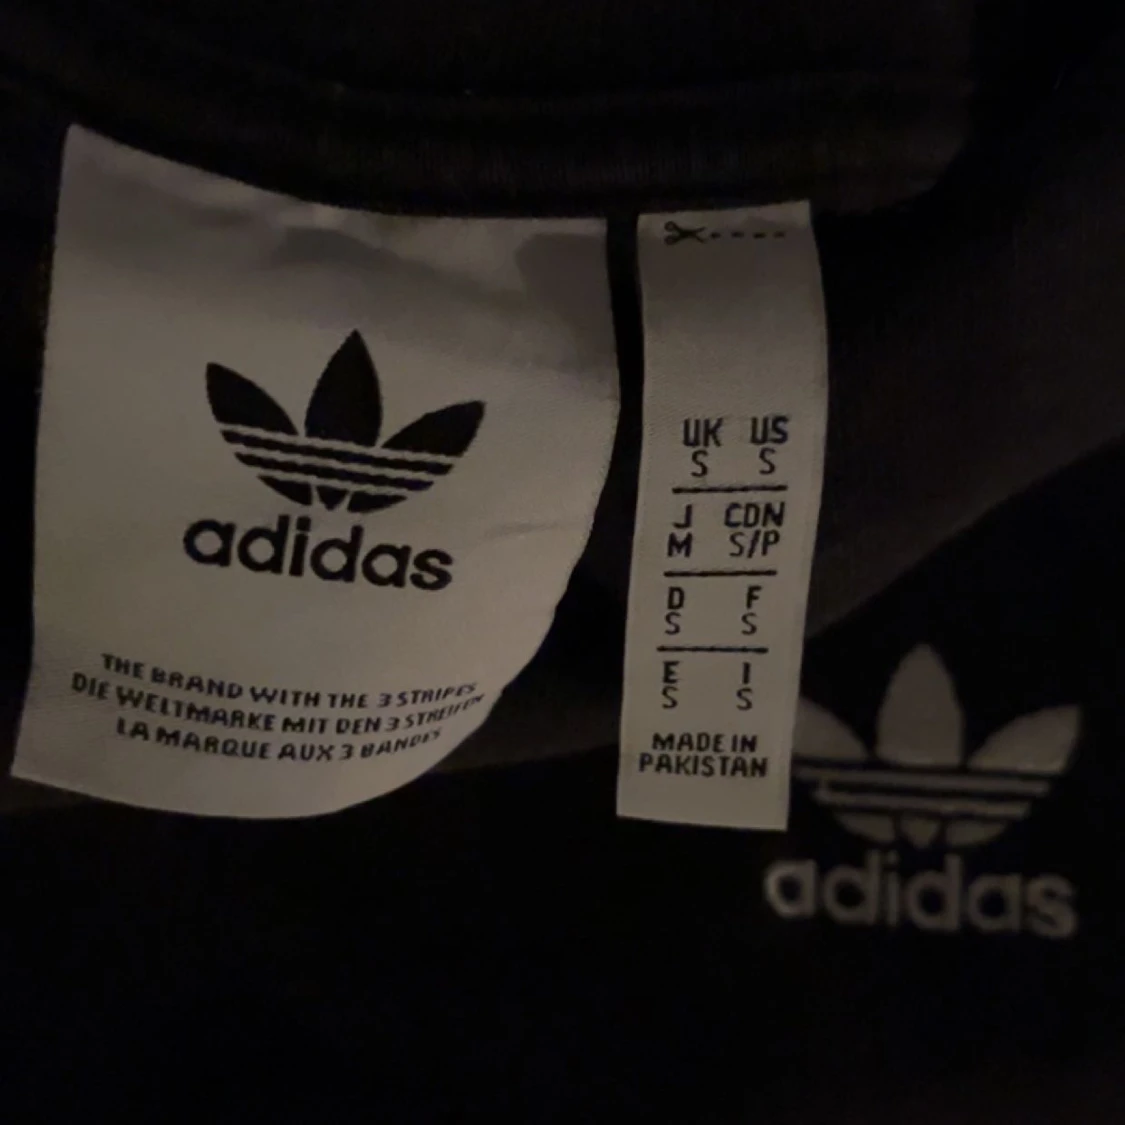 adidas
THE BRAND WITH THE 3 STRIPES
DIE WELTMARKE MIT DEN 3 STREIFEN
LA MARQUE AUX 3 BANDES
UK US
S S
J CDN
M S/P
D F
S S
E I
S S
MADE IN
PAKISTAN
adidas